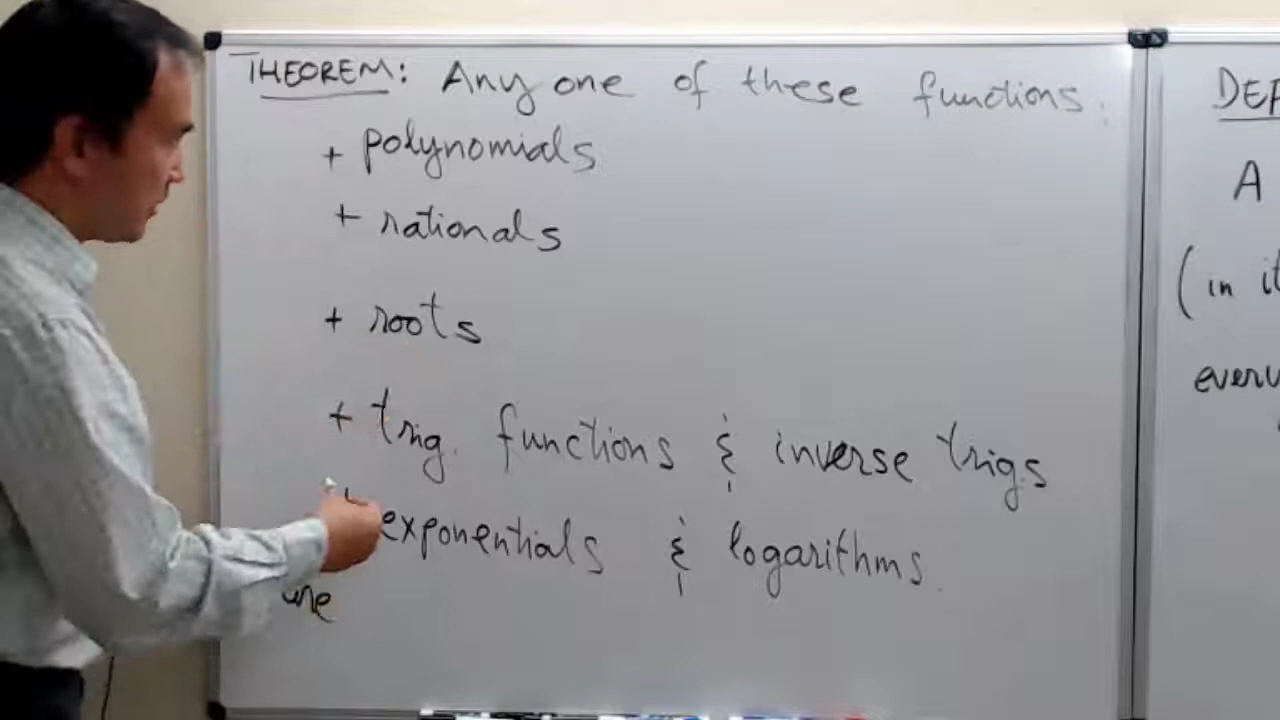 THEOREM: Any one of these functions:
+ polynomials
+ rationals
+ roots
+ trig. functions & inverse trigs
+ exponentials & logarithms.
are
DEF
A
(in it
every